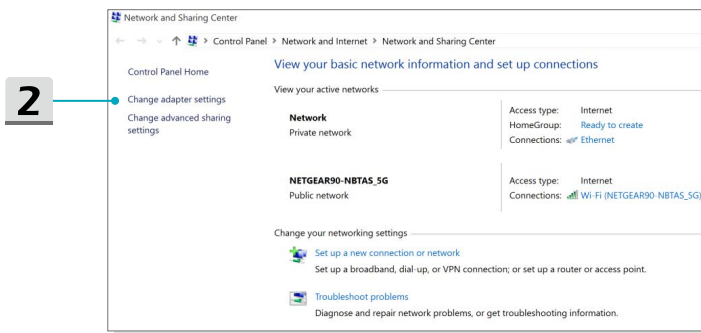 Network and Sharing Center
Control Panel > Network and Internet > Network and Sharing Center
2
Control Panel Home
Change adapter settings
Change advanced sharing
settings
View your basic network information and set up connections
View your active networks
Network
Private network
Access type: Internet
HomeGroup: Ready to create
Connections: Ethernet
NETGEAR90-NBTAS_5G
Public network
Access type: Internet
Connections: Wi-Fi (NETGEAR90-NBTAS_5G)
Change your networking settings
Set up a new connection or network
Set up a broadband, dial-up, or VPN connection; or set up a router or access point.
Troubleshoot problems
Diagnose and repair network problems, or get troubleshooting information.